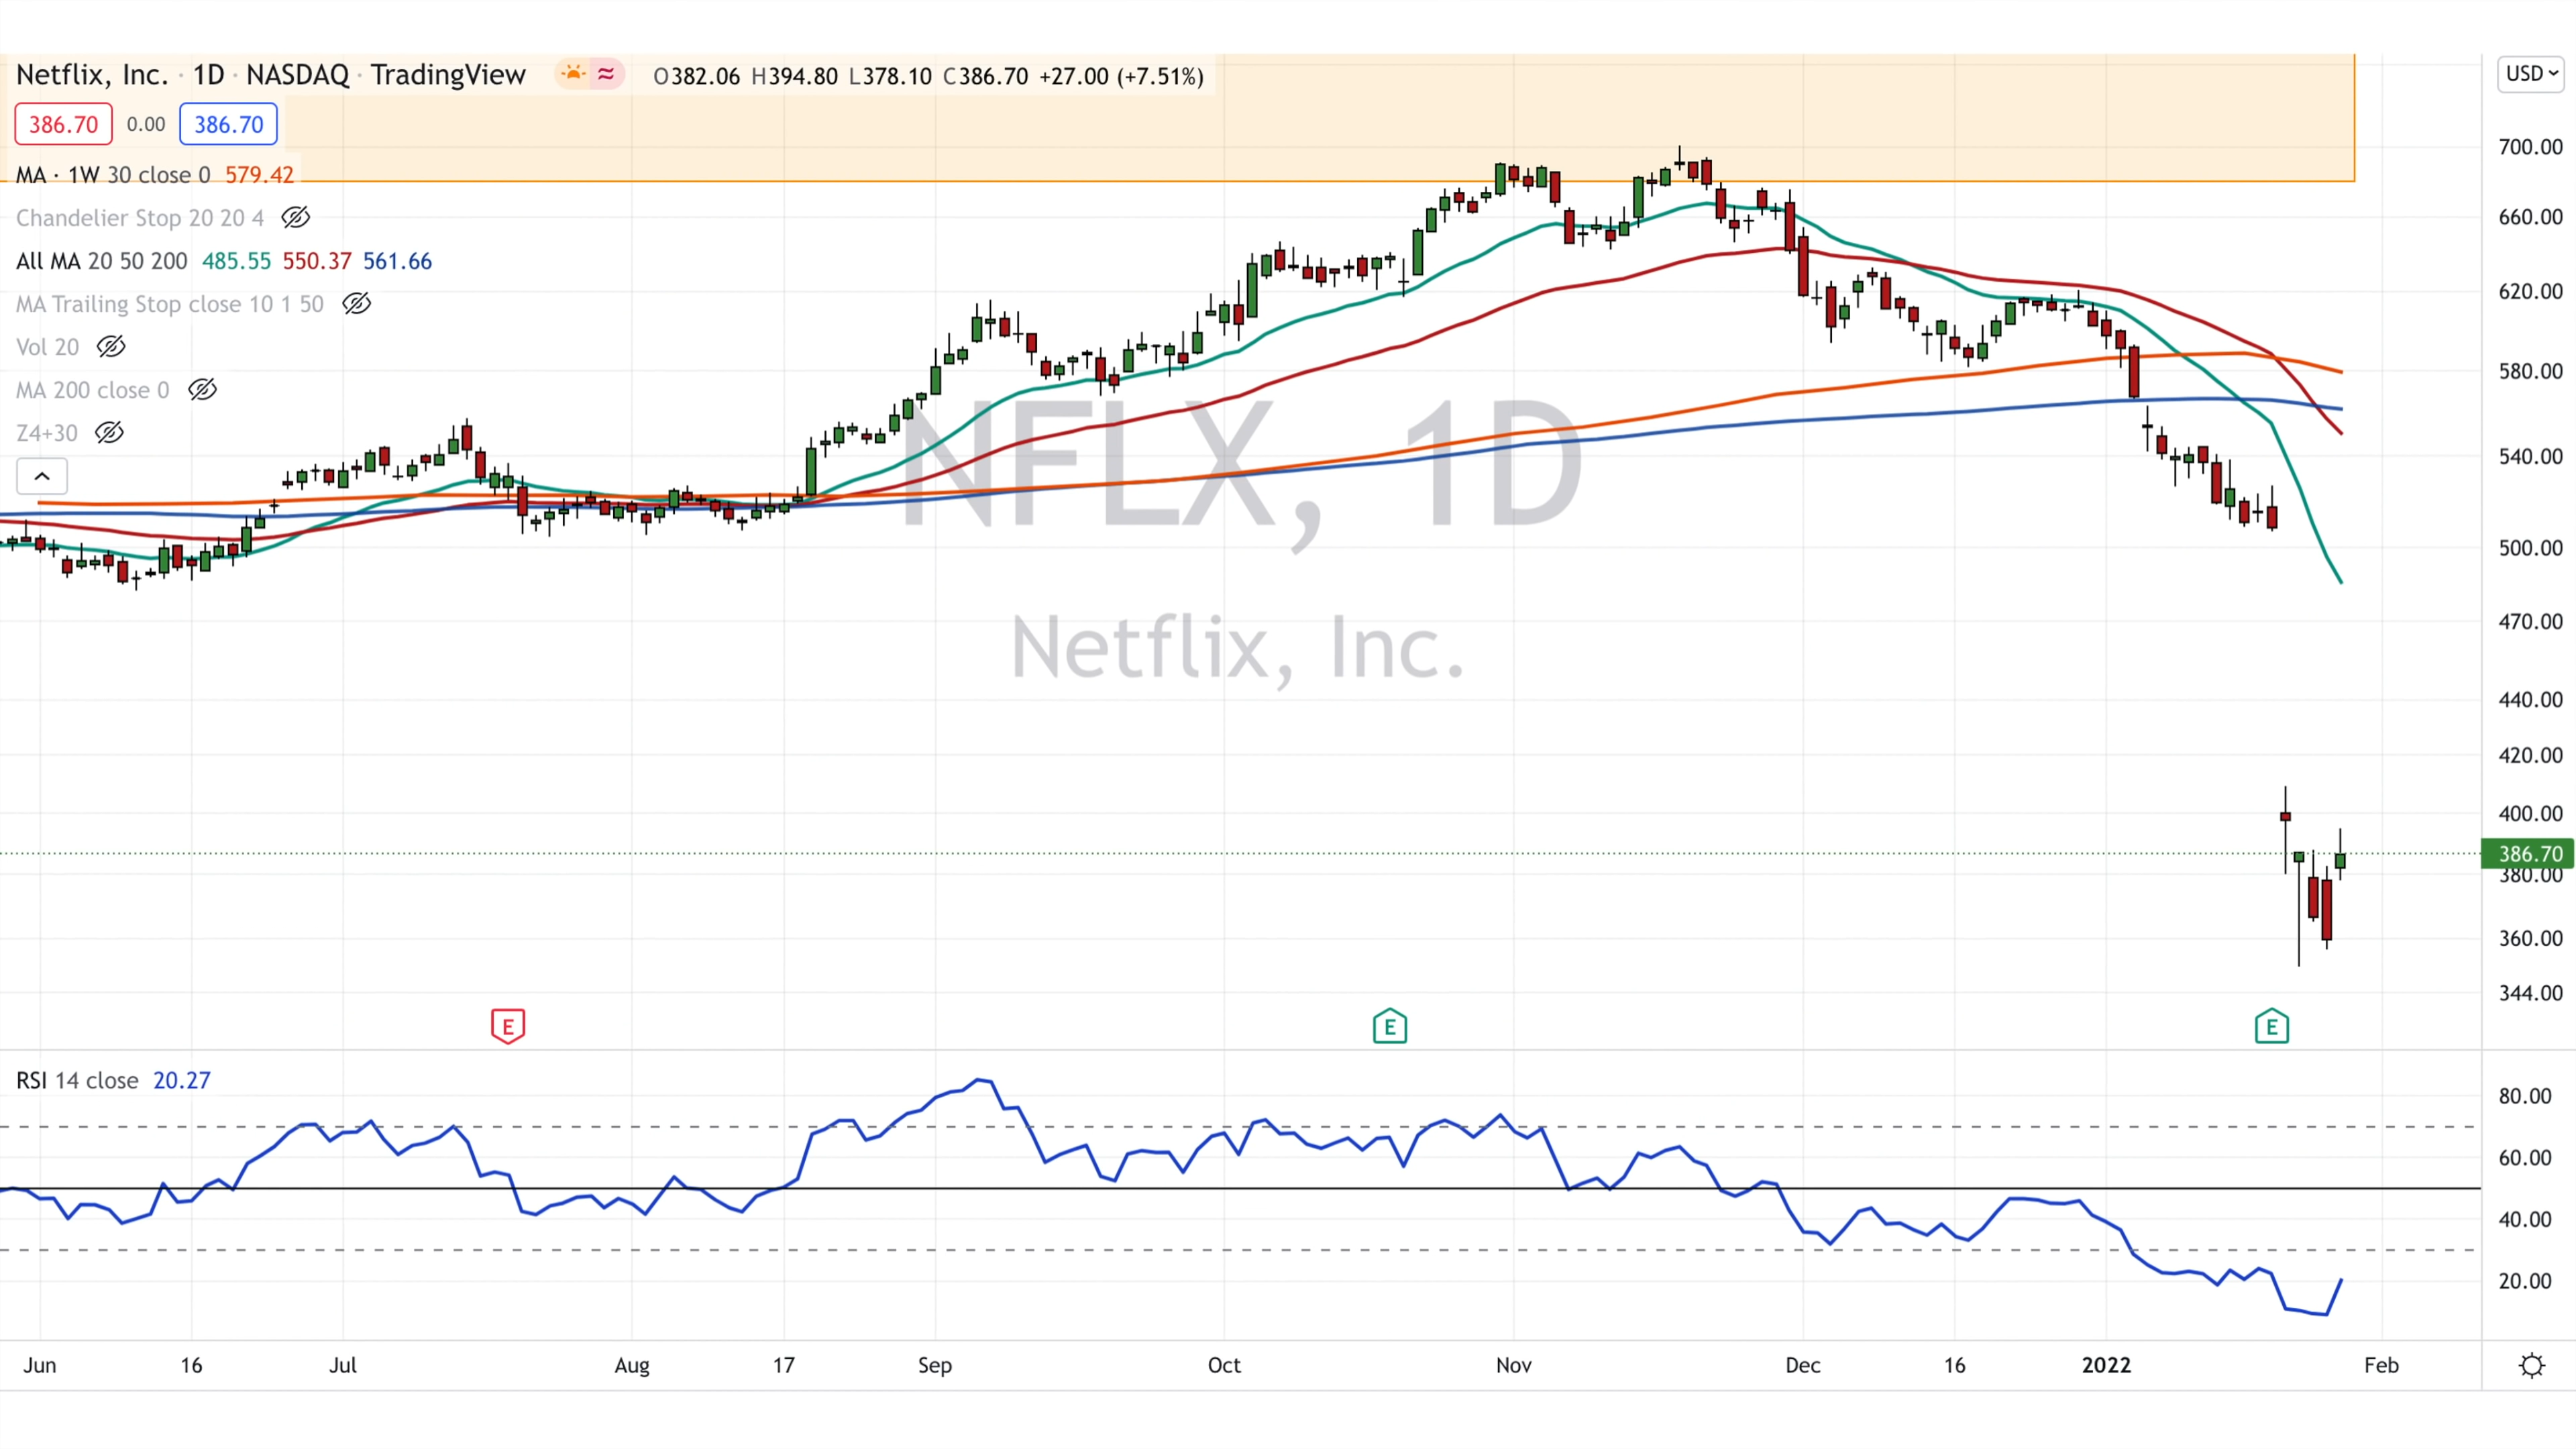 Netflix, Inc. · 1D · NASDAQ · TradingView ≈ O382.06 H394.80 L378.10 C386.70 +27.00 (+7.51%)
USD
386.70 0.00 386.70
MA · 1W 30 close 0 579.42
Chandelier Stop 20 20 4
All MA 20 50 200 485.55 550.37 561.66
MA Trailing Stop close 10 1 50
Vol 20
MA 200 close 0
Z4+30
NFLX, 1D
Netflix, Inc.
700.00
660.00
620.00
580.00
540.00
500.00
470.00
440.00
420.00
400.00
386.70
380.00
360.00
344.00
E E E
RSI 14 close 20.27
80.00
60.00
40.00
20.00
Jun 16 Jul Aug 17 Sep Oct Nov Dec 16 2022 Feb